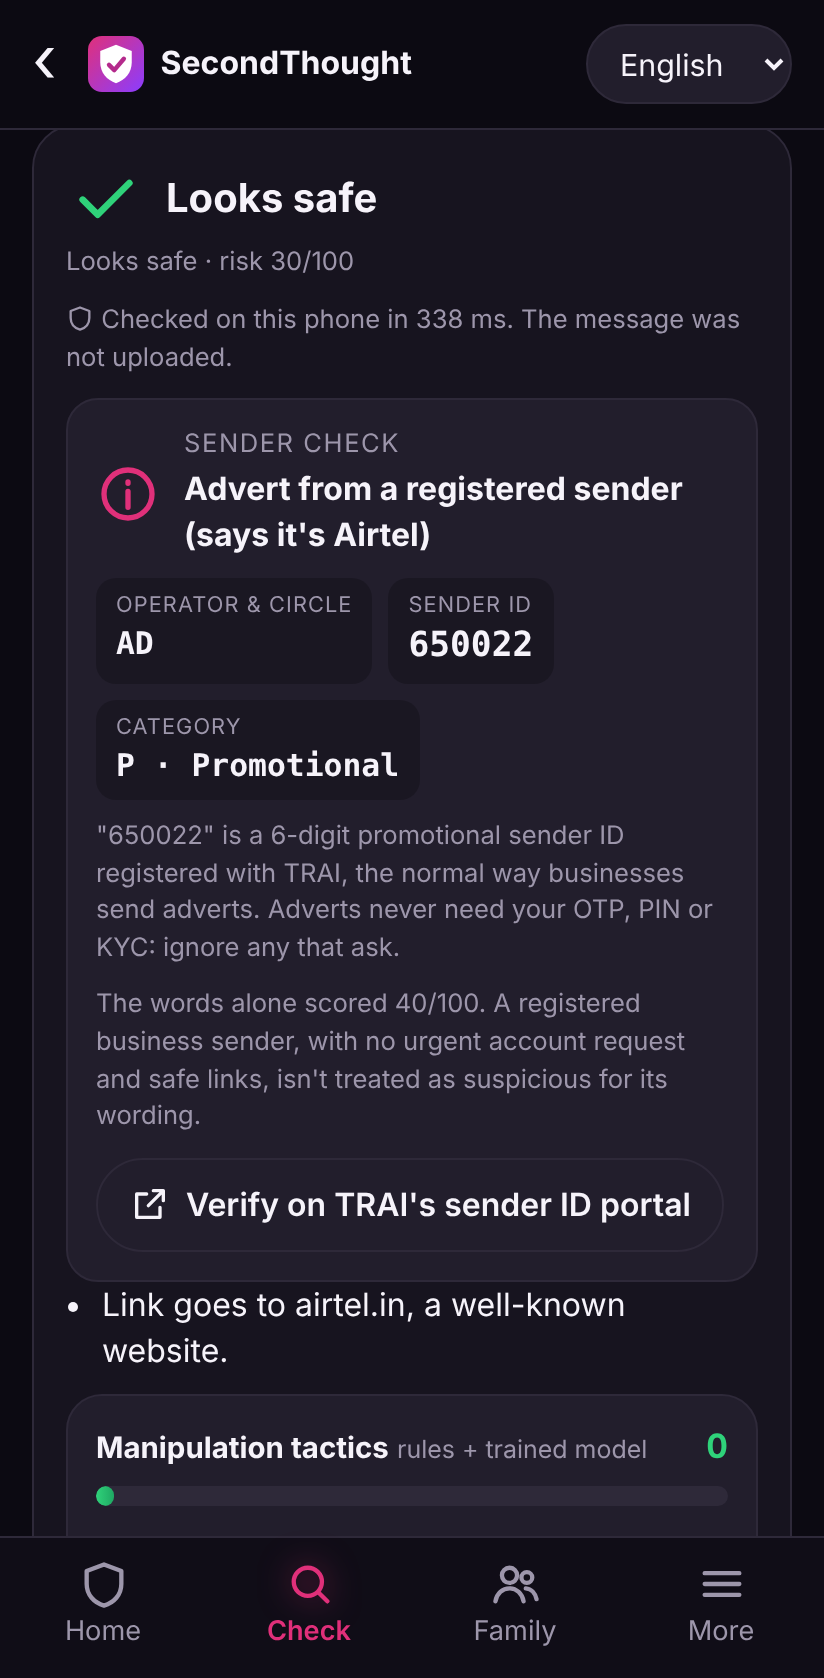 SecondThought
English
Looks safe
Looks safe · risk 30/100
Checked on this phone in 338 ms. The message was
not uploaded.
SENDER CHECK
Advert from a registered sender
(says it's Airtel)
OPERATOR & CIRCLE
AD
SENDER ID
650022
CATEGORY
P · Promotional
"650022" is a 6-digit promotional sender ID
registered with TRAI, the normal way businesses
send adverts. Adverts never need your OTP, PIN or
KYC: ignore any that ask.
The words alone scored 40/100. A registered
business sender, with no urgent account request
and safe links, isn't treated as suspicious for its
wording.
Verify on TRAI's sender ID portal
• Link goes to airtel.in, a well-known
website.
Manipulation tactics rules + trained model 0
Home
Check
Family
More